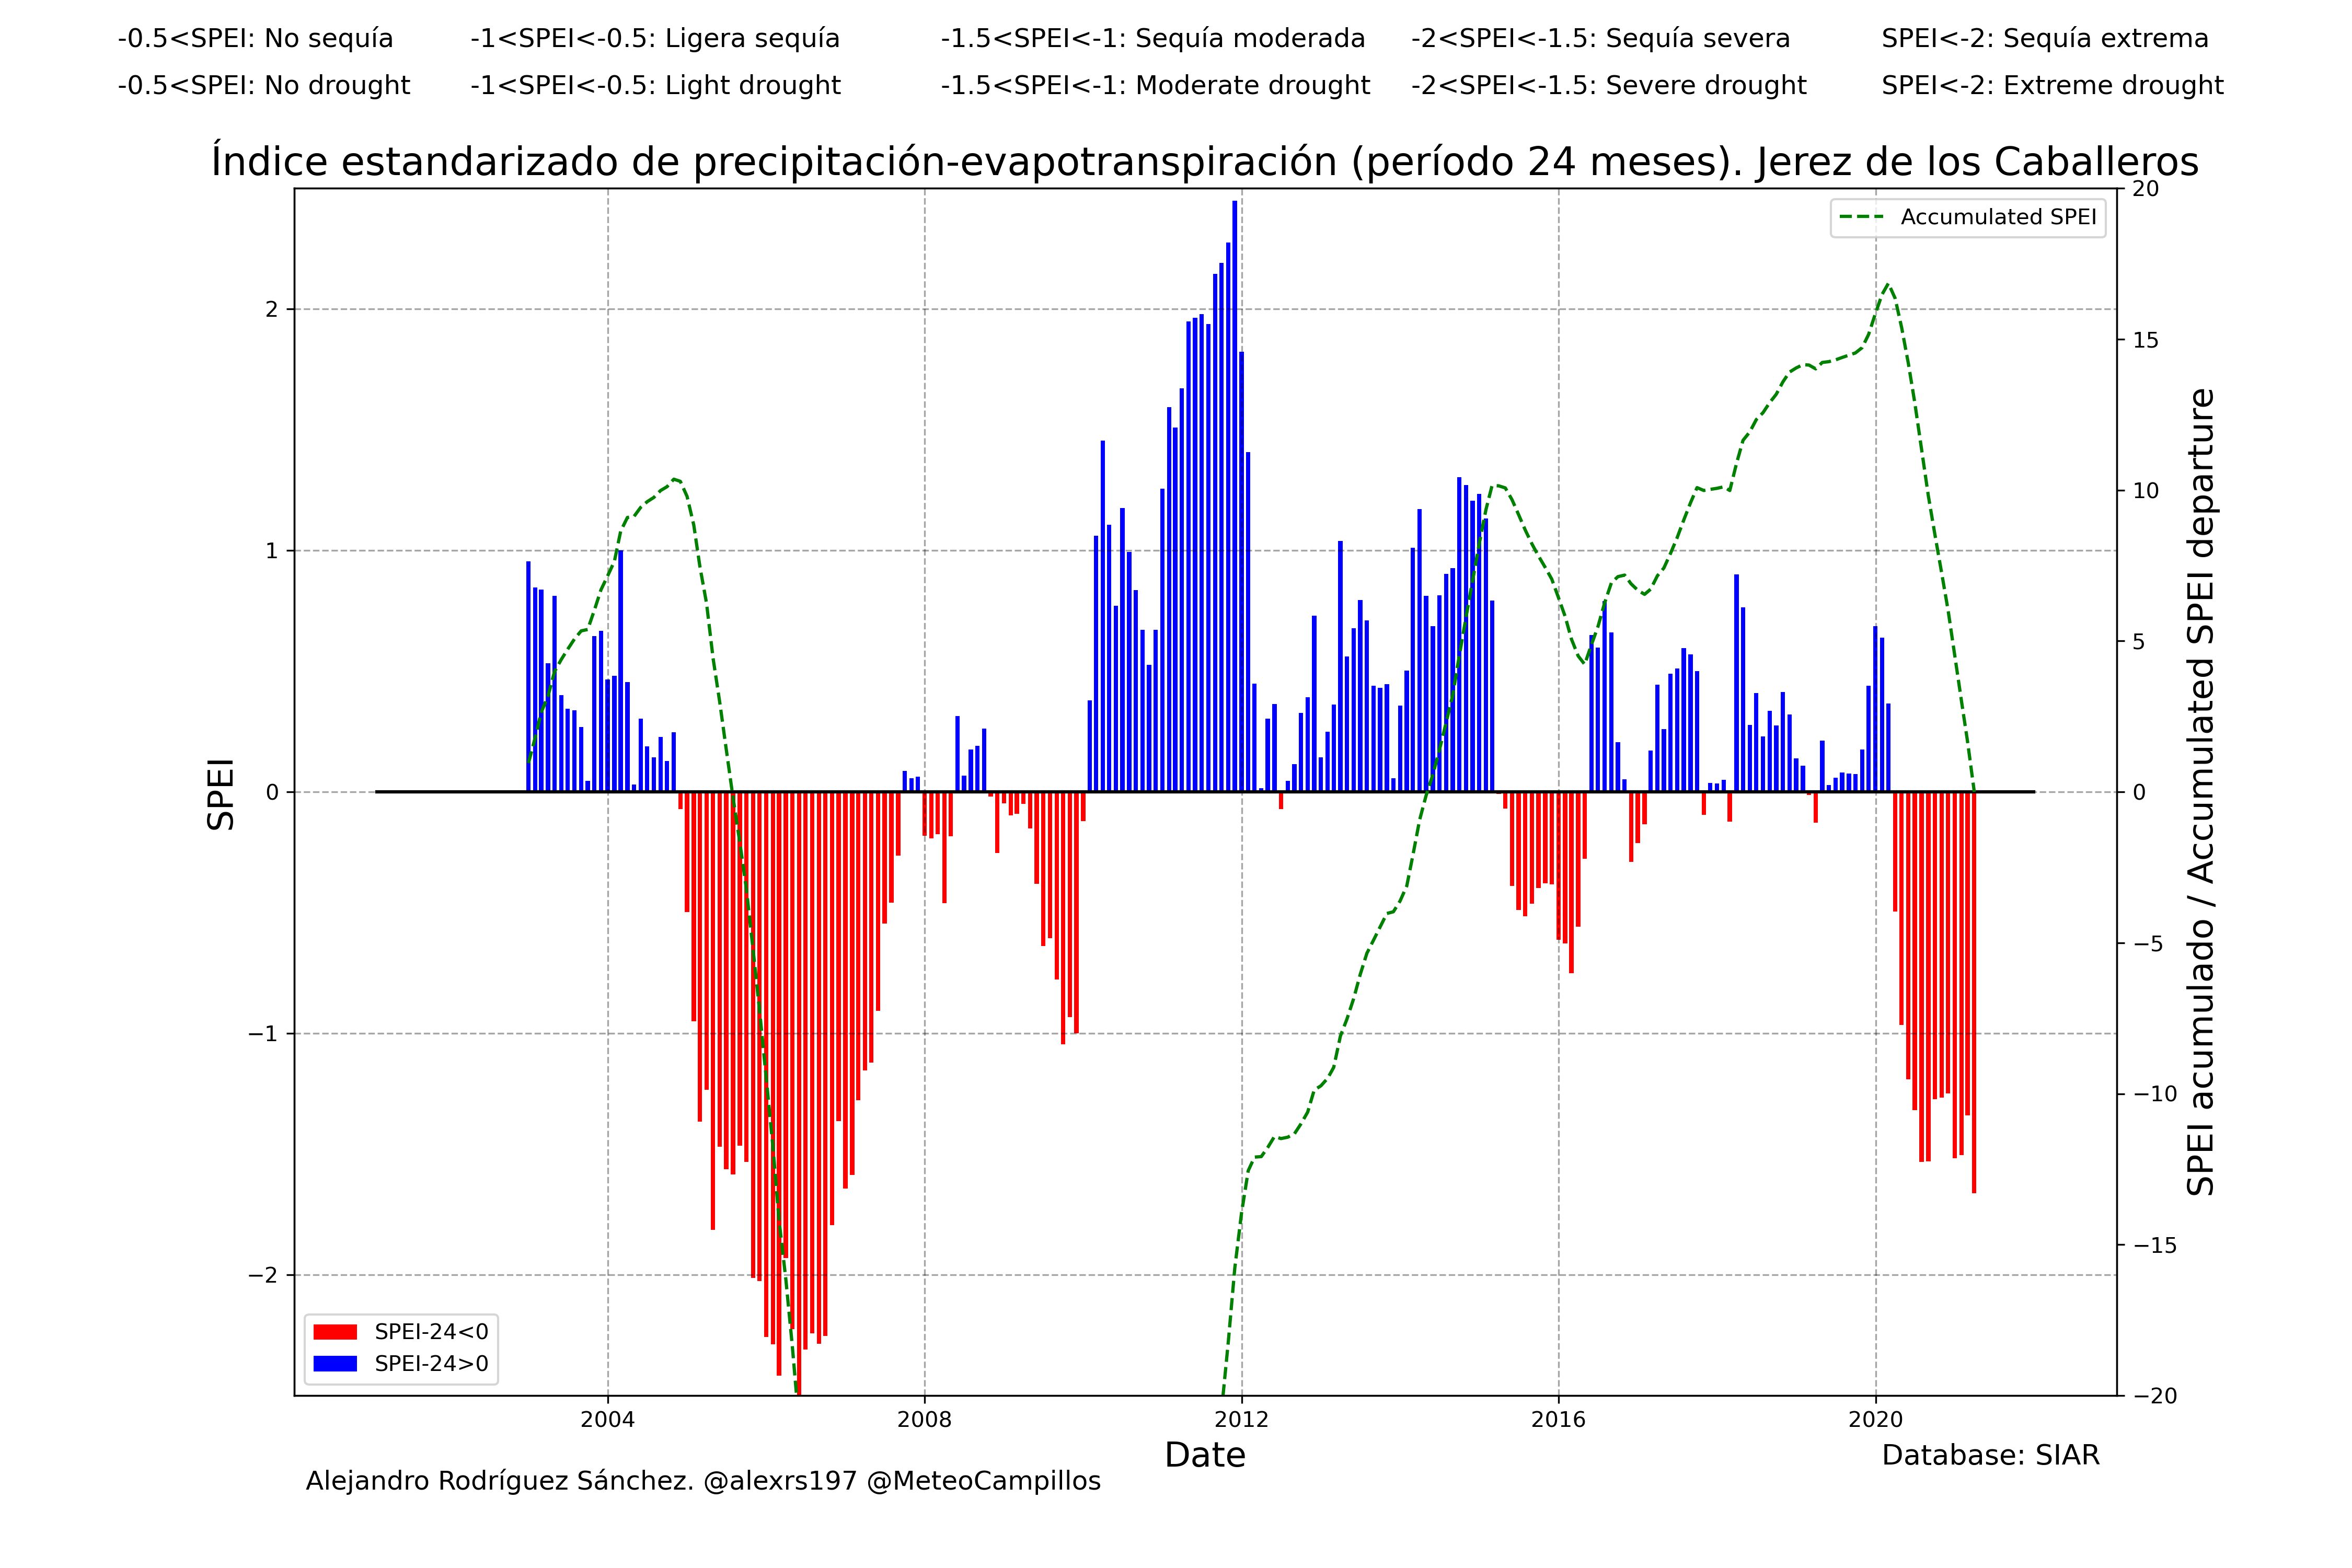 -0.5<SPEI: No sequía -1<SPEI<-0.5: Ligera sequía -1.5<SPEI<-1: Sequía moderada -2<SPEI<-1.5: Sequía severa SPEI<-2: Sequía extrema
-0.5<SPEI: No drought -1<SPEI<-0.5: Light drought -1.5<SPEI<-1: Moderate drought -2<SPEI<-1.5: Severe drought SPEI<-2: Extreme drought
Índice estandarizado de precipitación-evapotranspiración (período 24 meses). Jerez de los Caballeros
Accumulated SPEI
SPEI
2
1
0
−1
−2
20
15
10
5
0
−5
−10
−15
−20
SPEI acumulado / Accumulated SPEI departure
SPEI-24<0
SPEI-24>0
2004 2008 2012 2016 2020
Date
Database: SIAR
Alejandro Rodríguez Sánchez. @alexrs197 @MeteoCampillos